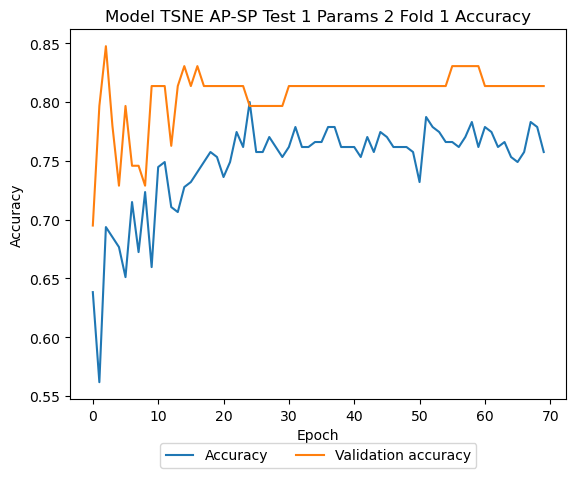 Model TSNE AP-SP Test 1 Params 2 Fold 1 Accuracy
0.85
0.80
0.75
0.70
0.65
0.60
0.55
Accuracy
0 10 20 30 40 50 60 70
Epoch
Accuracy Validation accuracy